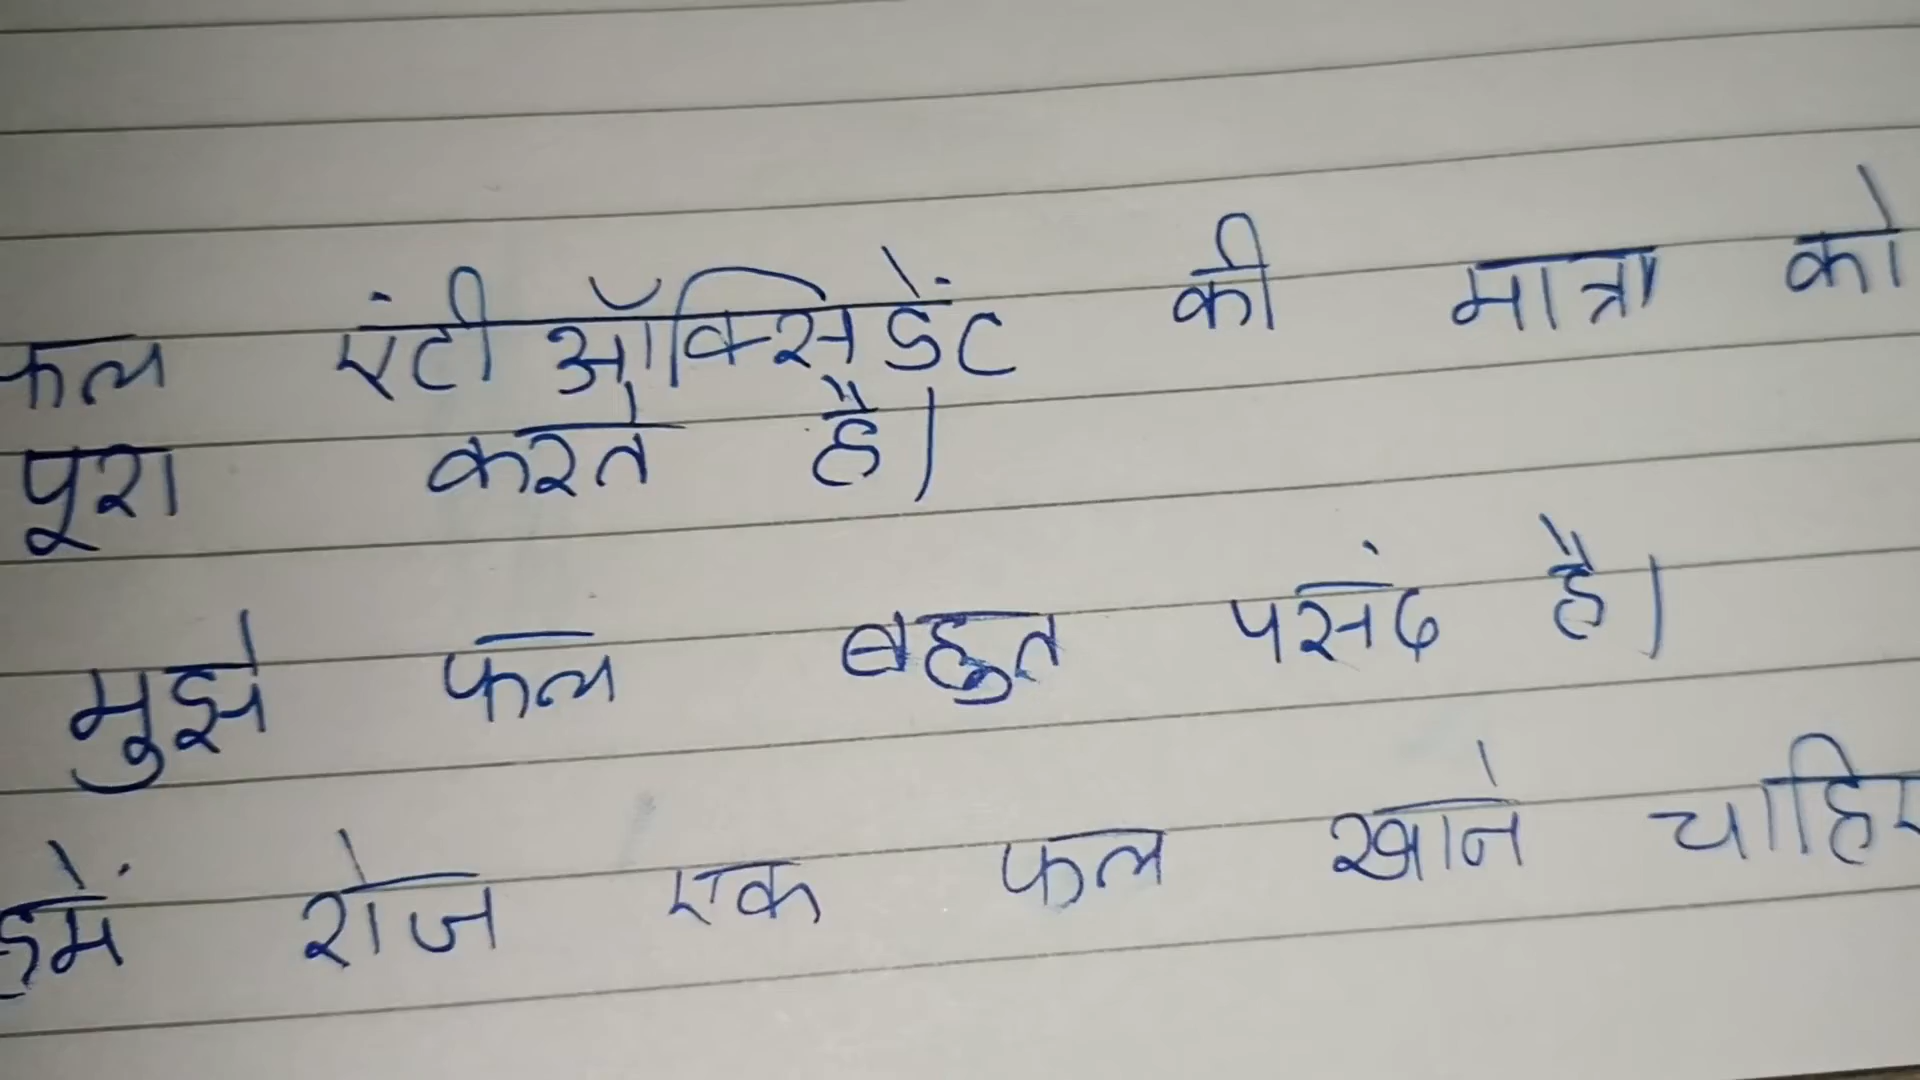 फल एंटीऑक्सिडेंट की मात्रा को
पूरा करते है।
मुझे फल बहुत पसंद है।
हमें रोज एक फल खाने चाहिए